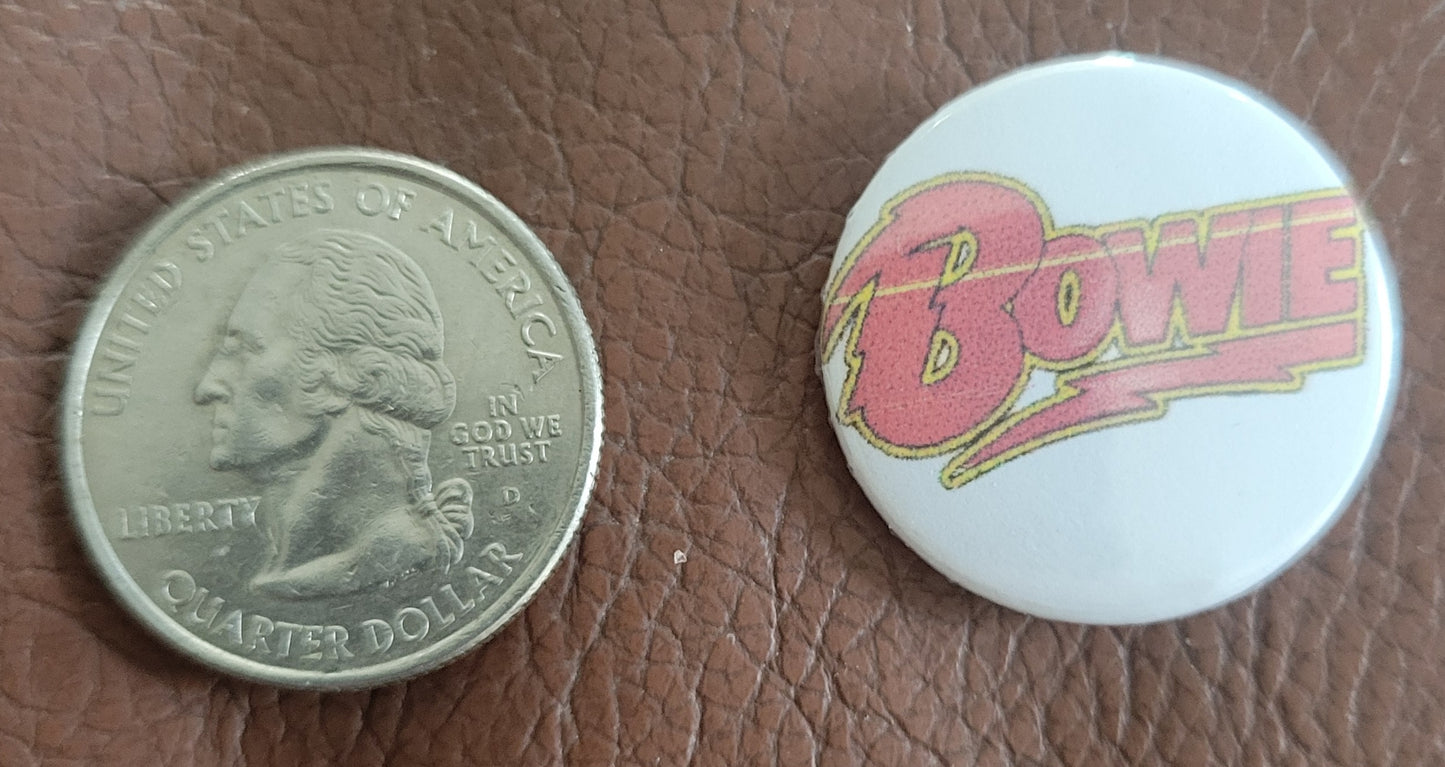 UNITED STATES OF AMERICA
LIBERTY
IN
GOD WE
TRUST
D
QUARTER DOLLAR
BOWIE